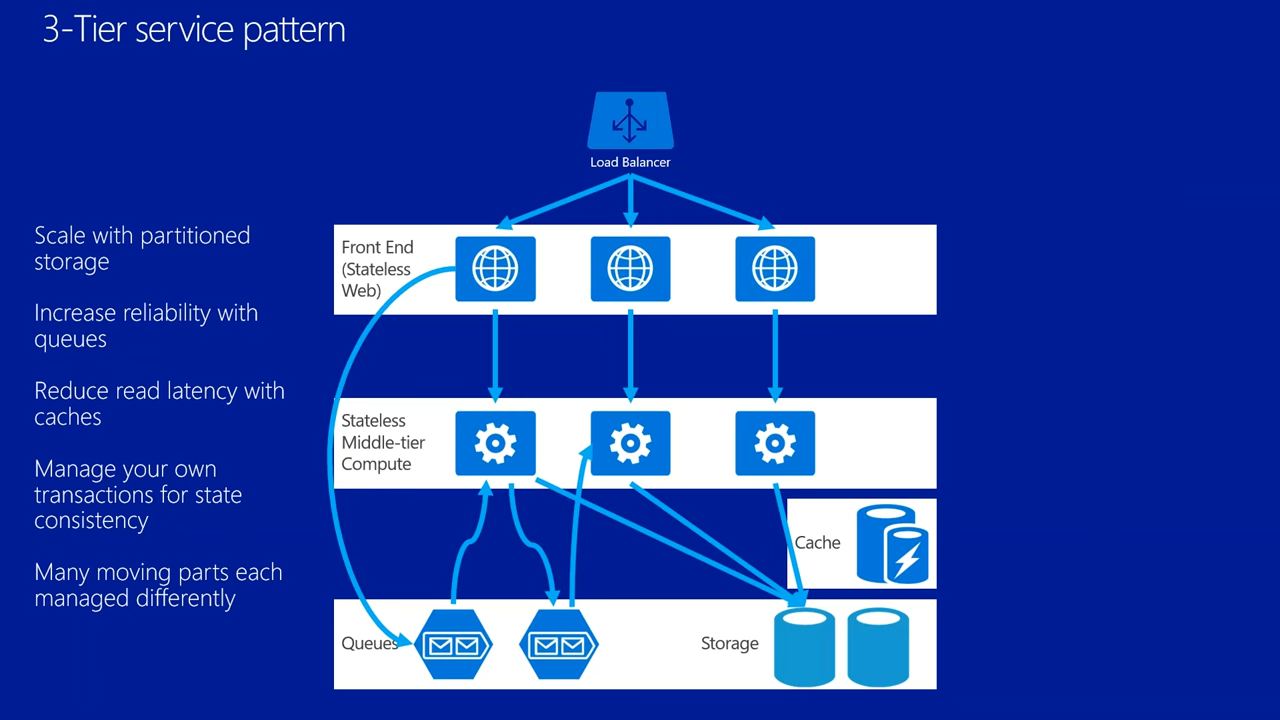 3-Tier service pattern
Load Balancer
Scale with partitioned
storage
Increase reliability with
queues
Reduce read latency with
caches
Manage your own
transactions for state
consistency
Many moving parts each
managed differently
Front End
(Stateless
Web)
Stateless
Middle-tier
Compute
Cache
Queues
Storage